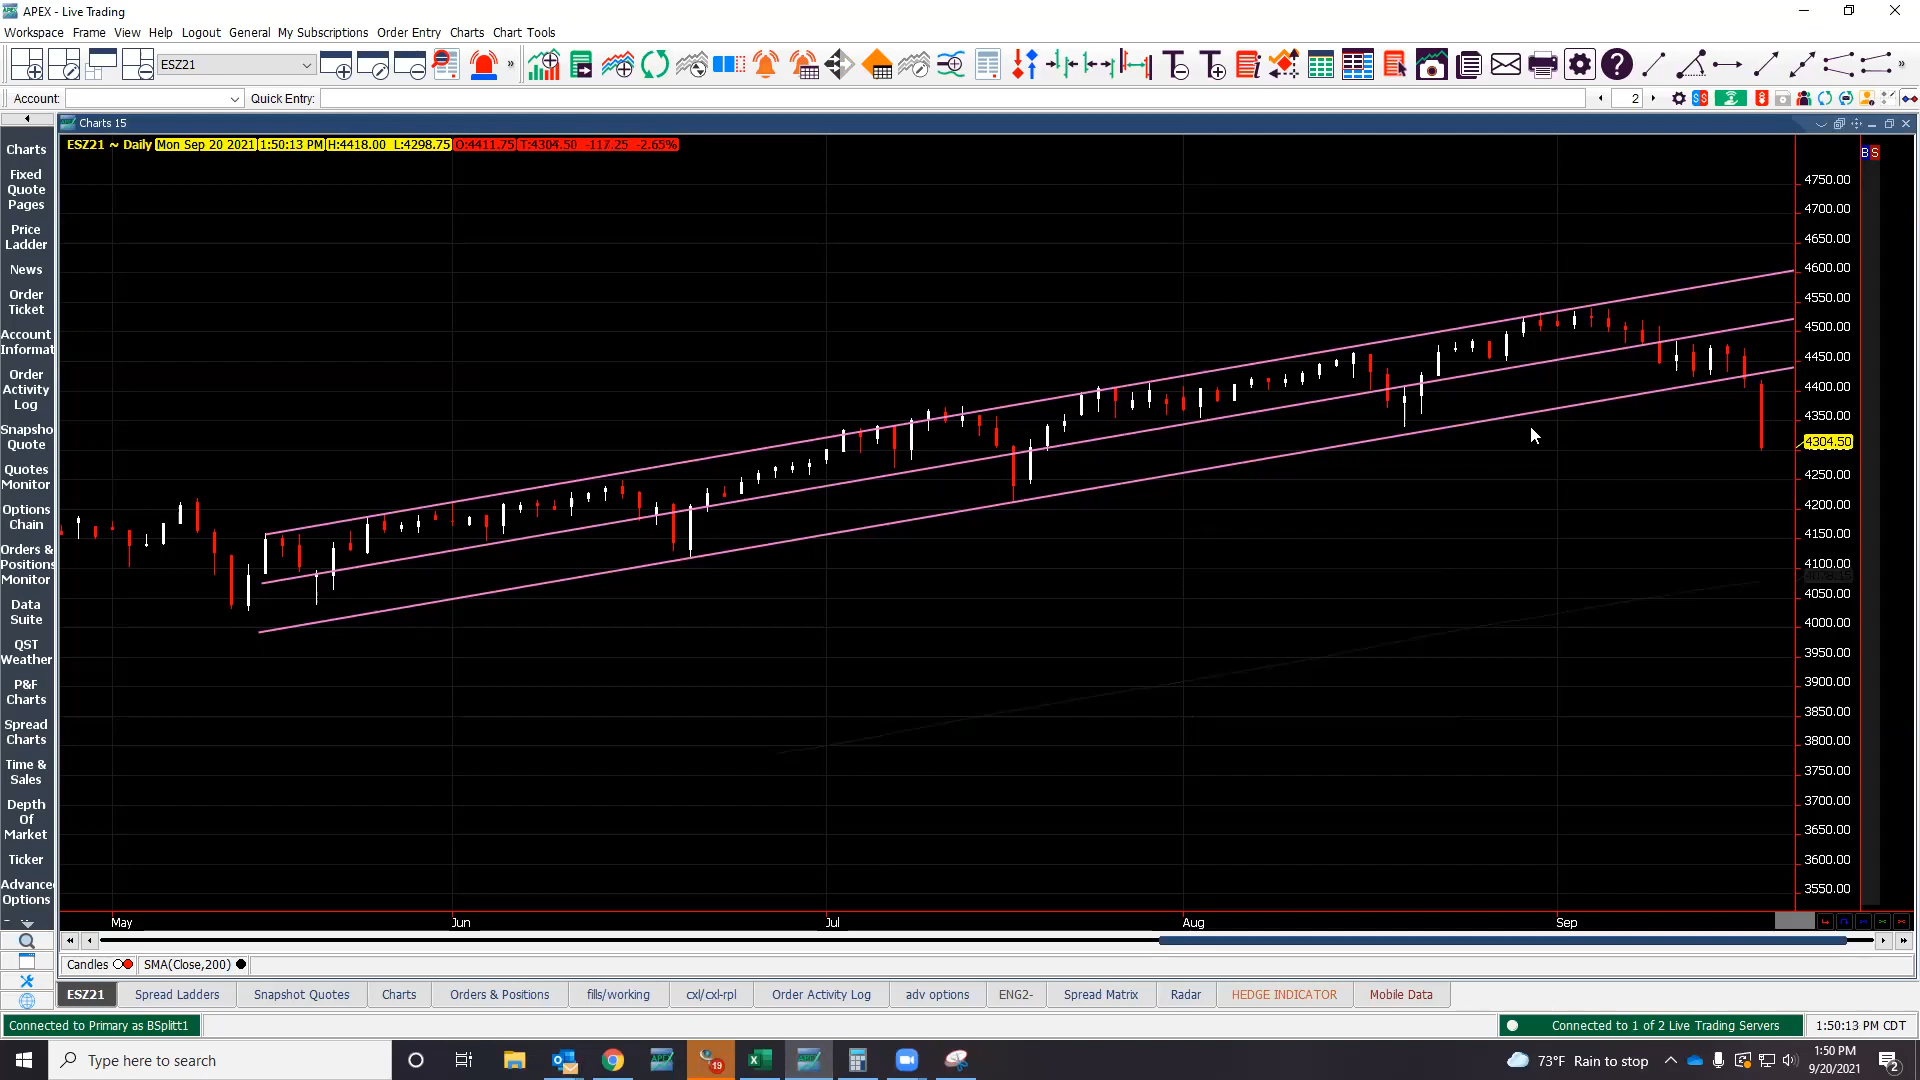 APEX - Live Trading
Workspace Frame View Help Logout General My Subscriptions Order Entry Charts Chart Tools
ESZ21 »
Account: Quick Entry: 2
Charts 15
ESZ21 ~ Daily Mon Sep 20 2021 1:50:13 PM H:4418.00 L:4298.75 O:4411.75 T:4304.50 -117.25 -2.65%
B S
Charts
Fixed
Quote
Pages
Price
Ladder
News
Order
Ticket
Account
Informat
Order
Activity
Log
Snapsho
Quote
Quotes
Monitor
Options
Chain
Orders &
Positions
Monitor
Data
Suite
QST
Weather
P&F
Charts
Spread
Charts
Time &
Sales
Depth
Of
Market
Ticker
Advance
Options
4750.00
4700.00
4650.00
4600.00
4550.00
4500.00
4450.00
4400.00
4350.00
4304.50
4250.00
4200.00
4150.00
4100.00
4050.00
4000.00
3950.00
3900.00
3850.00
3800.00
3750.00
3700.00
3650.00
3600.00
3550.00
May Jun Jul Aug Sep
Candles SMA(Close,200)
ESZ21 Spread Ladders Snapshot Quotes Charts Orders & Positions fills/working cxl/cxl-rpl Order Activity Log adv options ENG2- Spread Matrix Radar HEDGE INDICATOR Mobile Data
Connected to Primary as BSplitt1 Connected to 1 of 2 Live Trading Servers 1:50:13 PM CDT
Type here to search 19 73°F Rain to stop 1:50 PM
9/20/2021 2